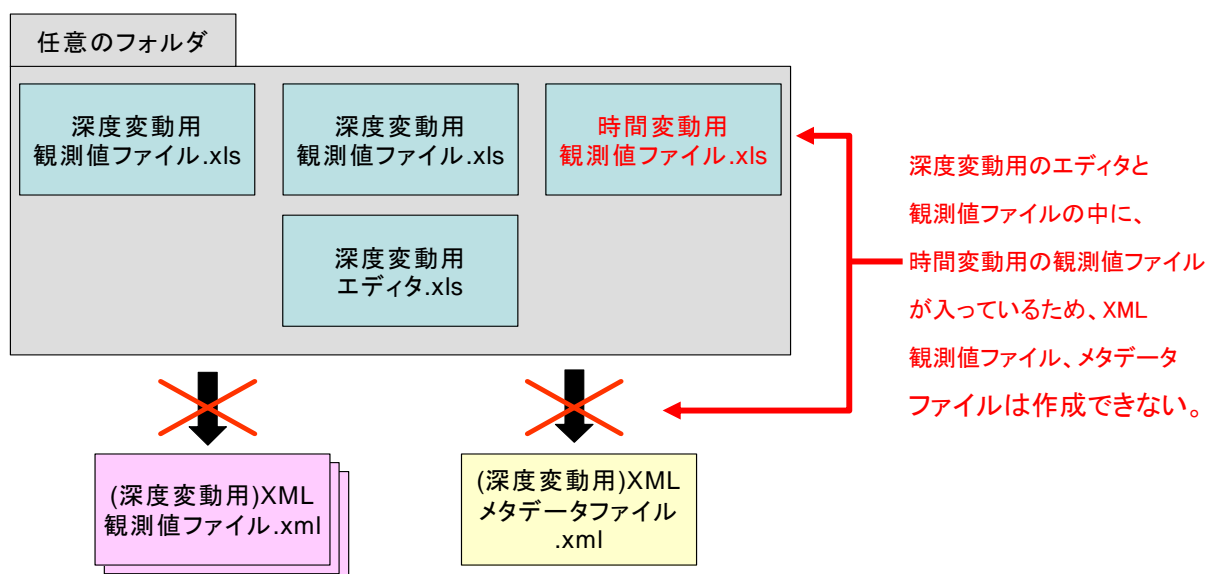 任意のフォルダ
深度変動用
観測値ファイル.xls
深度変動用
観測値ファイル.xls
時間変動用
観測値ファイル.xls
深度変動用
エディタ.xls
深度変動用のエディタと
観測値ファイルの中に、
時間変動用の観測値ファイル
が入っているため、XML
観測値ファイル、メタデータ
ファイルは作成できない。
(深度変動用)XML
観測値ファイル.xml
(深度変動用)XML
メタデータファイル
.xml